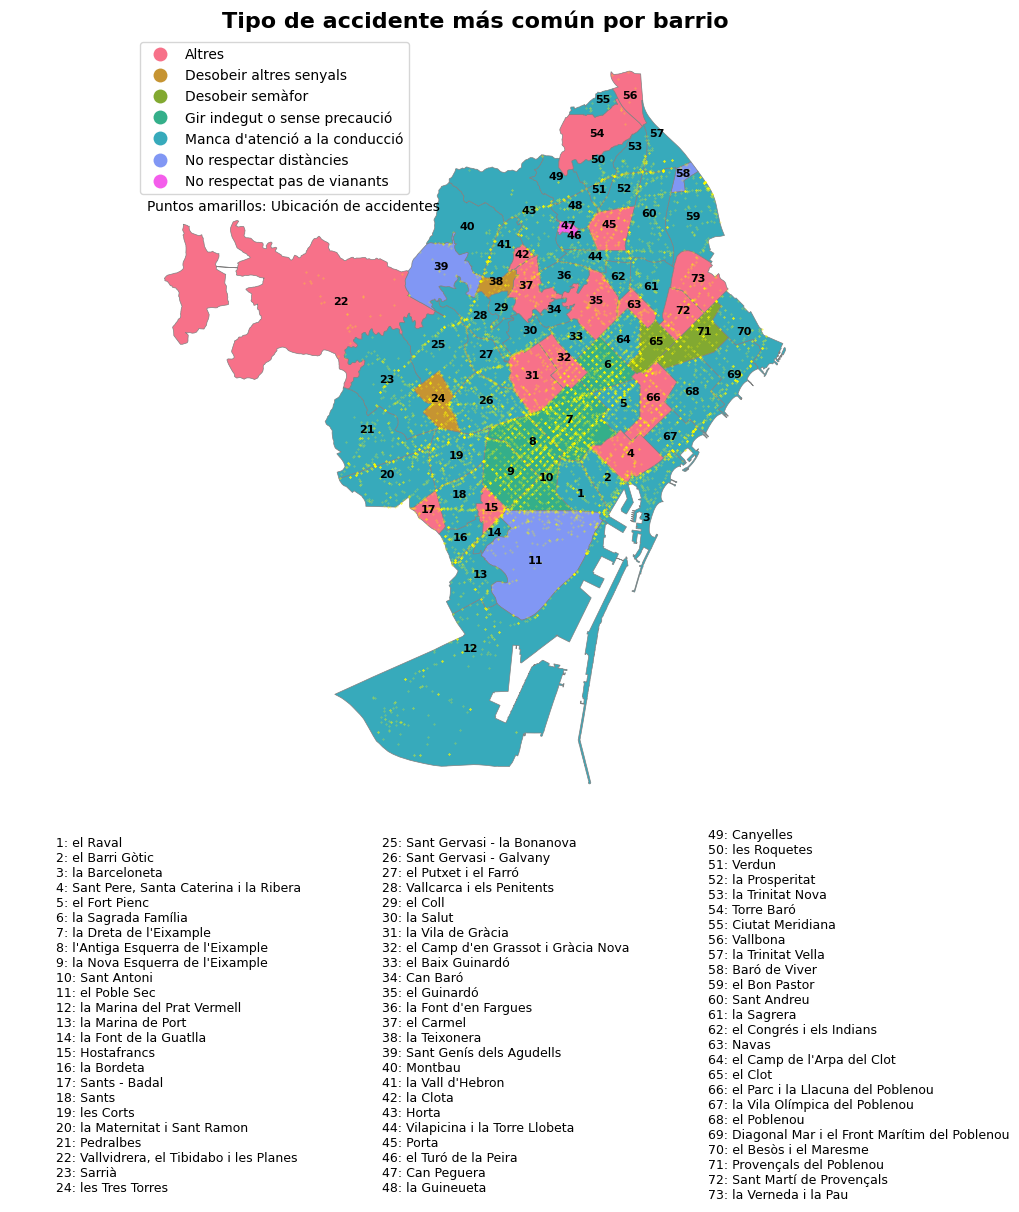 Tipo de accidente más común por barrio
Altres
Desobeir altres senyals
Desobeir semàfor
Gir indegut o sense precaució
Manca d'atenció a la conducció
No respectar distàncies
No respectat pas de vianants
Puntos amarillos: Ubicación de accidentes
55
56
54
57
53
50
49
58
51
52
48
43
60
59
47
45
40
46
41
42
44
39
36
62
73
38
37
61
22
35
63
29
34
72
28
30
71
70
33
64
65
25
27
32
6
31
69
23
68
24
26
66
5
7
21
67
8
4
19
9
20
10
2
18
1
15
17
3
14
16
11
13
12
1: el Raval
2: el Barri Gòtic
3: la Barceloneta
4: Sant Pere, Santa Caterina i la Ribera
5: el Fort Pienc
6: la Sagrada Família
7: la Dreta de l'Eixample
8: l'Antiga Esquerra de l'Eixample
9: la Nova Esquerra de l'Eixample
10: Sant Antoni
11: el Poble Sec
12: la Marina del Prat Vermell
13: la Marina de Port
14: la Font de la Guatlla
15: Hostafrancs
16: la Bordeta
17: Sants - Badal
18: Sants
19: les Corts
20: la Maternitat i Sant Ramon
21: Pedralbes
22: Vallvidrera, el Tibidabo i les Planes
23: Sarrià
24: les Tres Torres
25: Sant Gervasi - la Bonanova
26: Sant Gervasi - Galvany
27: el Putxet i el Farró
28: Vallcarca i els Penitents
29: el Coll
30: la Salut
31: la Vila de Gràcia
32: el Camp d'en Grassot i Gràcia Nova
33: el Baix Guinardó
34: Can Baró
35: el Guinardó
36: la Font d'en Fargues
37: el Carmel
38: la Teixonera
39: Sant Genís dels Agudells
40: Montbau
41: la Vall d'Hebron
42: la Clota
43: Horta
44: Vilapicina i la Torre Llobeta
45: Porta
46: el Turó de la Peira
47: Can Peguera
48: la Guineueta
49: Canyelles
50: les Roquetes
51: Verdun
52: la Prosperitat
53: la Trinitat Nova
54: Torre Baró
55: Ciutat Meridiana
56: Vallbona
57: la Trinitat Vella
58: Baró de Viver
59: el Bon Pastor
60: Sant Andreu
61: la Sagrera
62: el Congrés i els Indians
63: Navas
64: el Camp de l'Arpa del Clot
65: el Clot
66: el Parc i la Llacuna del Poblenou
67: la Vila Olímpica del Poblenou
68: el Poblenou
69: Diagonal Mar i el Front Marítim del Poblenou
70: el Besòs i el Maresme
71: Provençals del Poblenou
72: Sant Martí de Provençals
73: la Verneda i la Pau